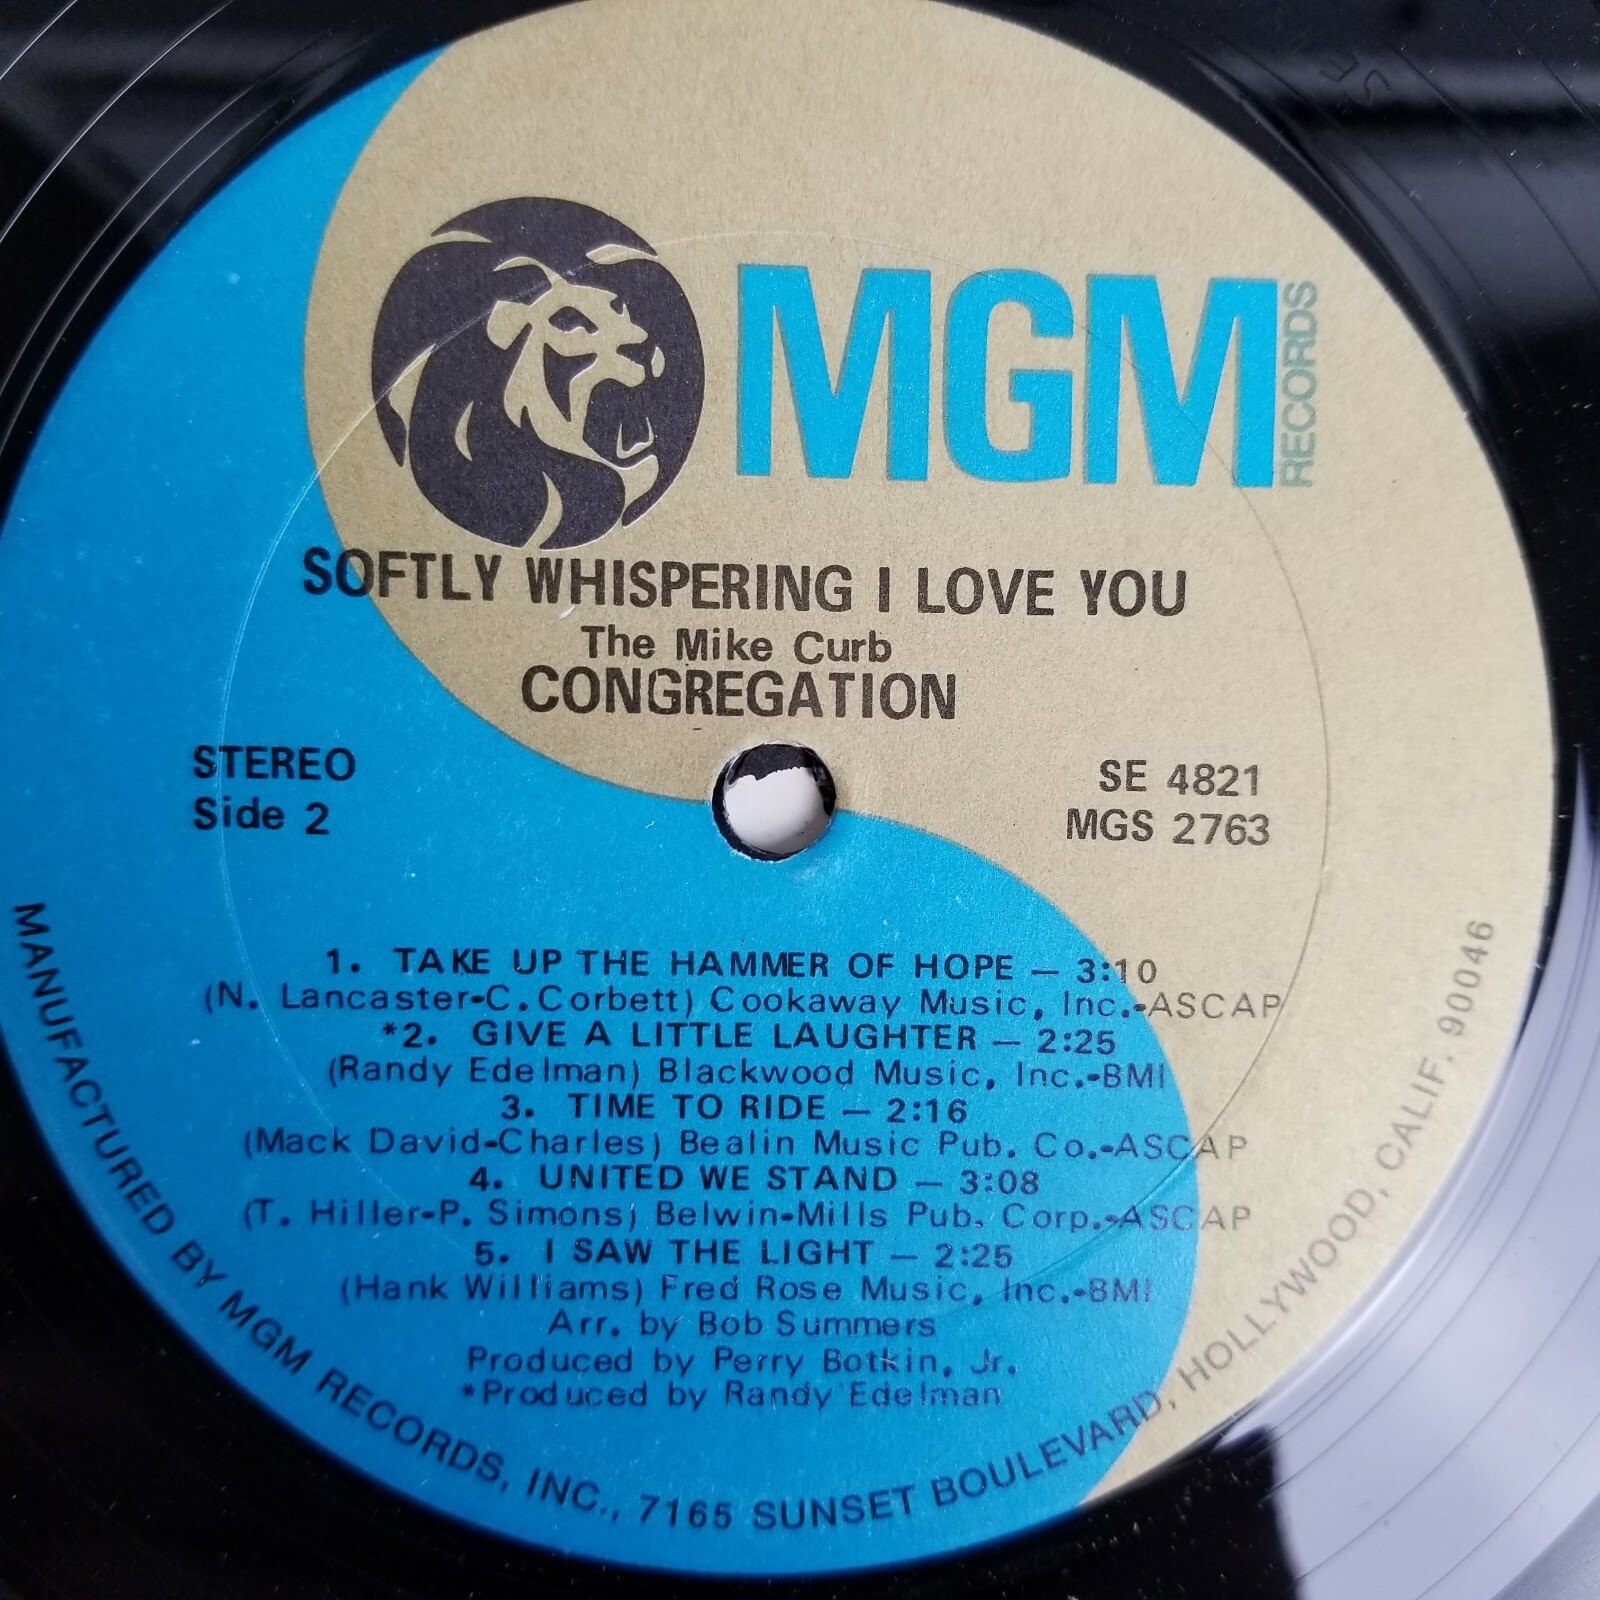 MGM
RECORDS
SOFTLY WHISPERING I LOVE YOU
The Mike Curb
CONGREGATION
STEREO
Side 2
SE 4821
MGS 2763
1. TAKE UP THE HAMMER OF HOPE — 3:10
(N. Lancaster-C. Corbett) Cookaway Music, Inc.-ASCAP
*2. GIVE A LITTLE LAUGHTER — 2:25
(Randy Edelman) Blackwood Music, Inc.-BMI
3. TIME TO RIDE — 2:16
(Mack David-Charles) Bealin Music Pub. Co.-ASCAP
4. UNITED WE STAND — 3:08
(T. Hiller-P. Simons) Belwin-Mills Pub. Corp.-ASCAP
5. I SAW THE LIGHT — 2:25
(Hank Williams) Fred Rose Music, Inc.-BMI
Arr. by Bob Summers
Produced by Perry Botkin, Jr.
*Produced by Randy Edelman
MANUFACTURED BY MGM RECORDS, INC., 7165 SUNSET BOULEVARD, HOLLYWOOD, CALIF. 90046